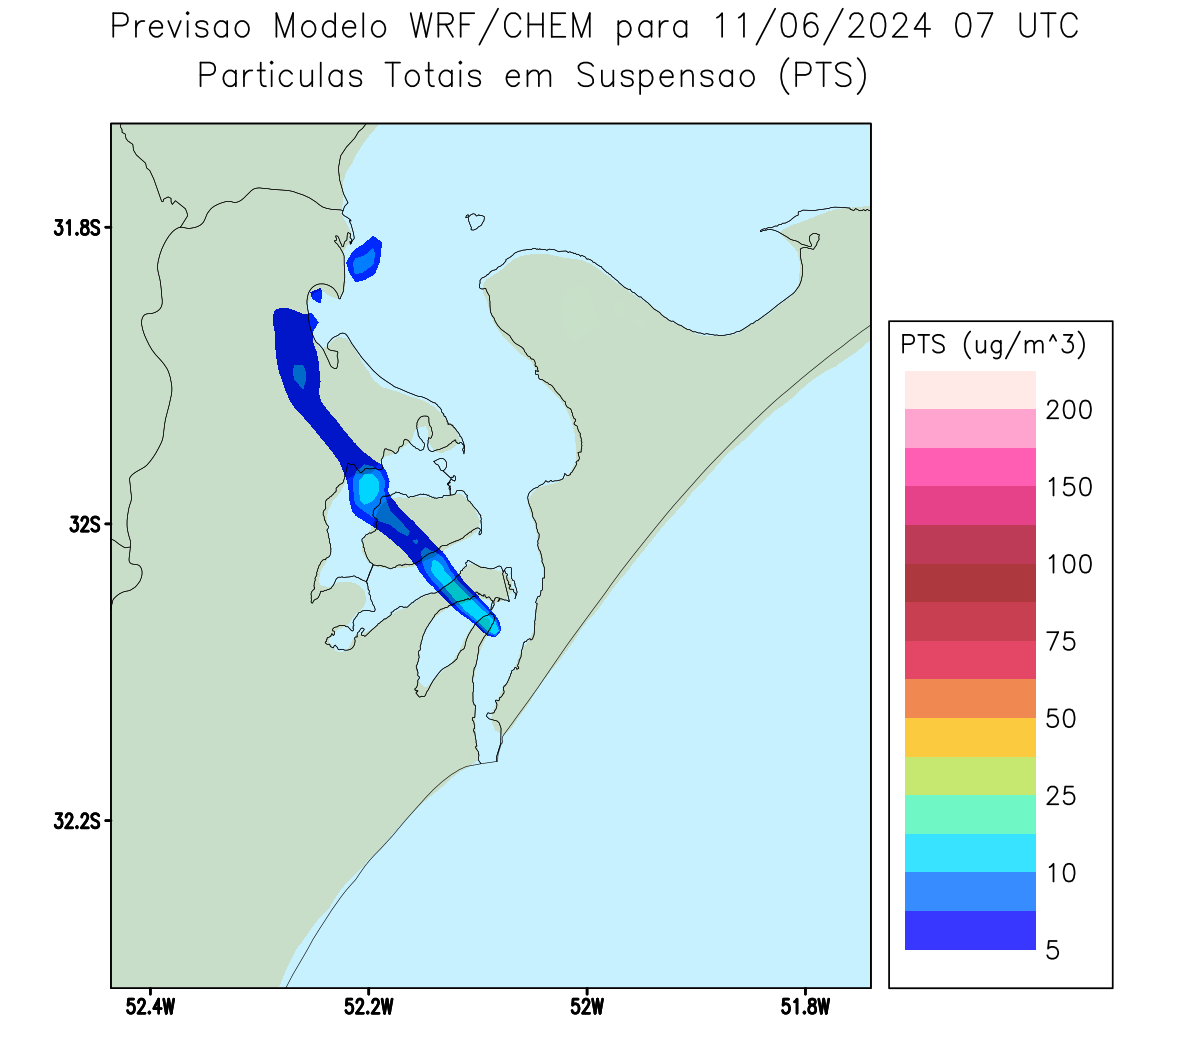 Previsao Modelo WRF/CHEM para 11/06/2024 07 UTC
Particulas Totais em Suspensao (PTS)
31.8S
32S
32.2S
52.4W
52.2W
52W
51.8W
PTS (ug/m^3)
200
150
100
75
50
25
10
5